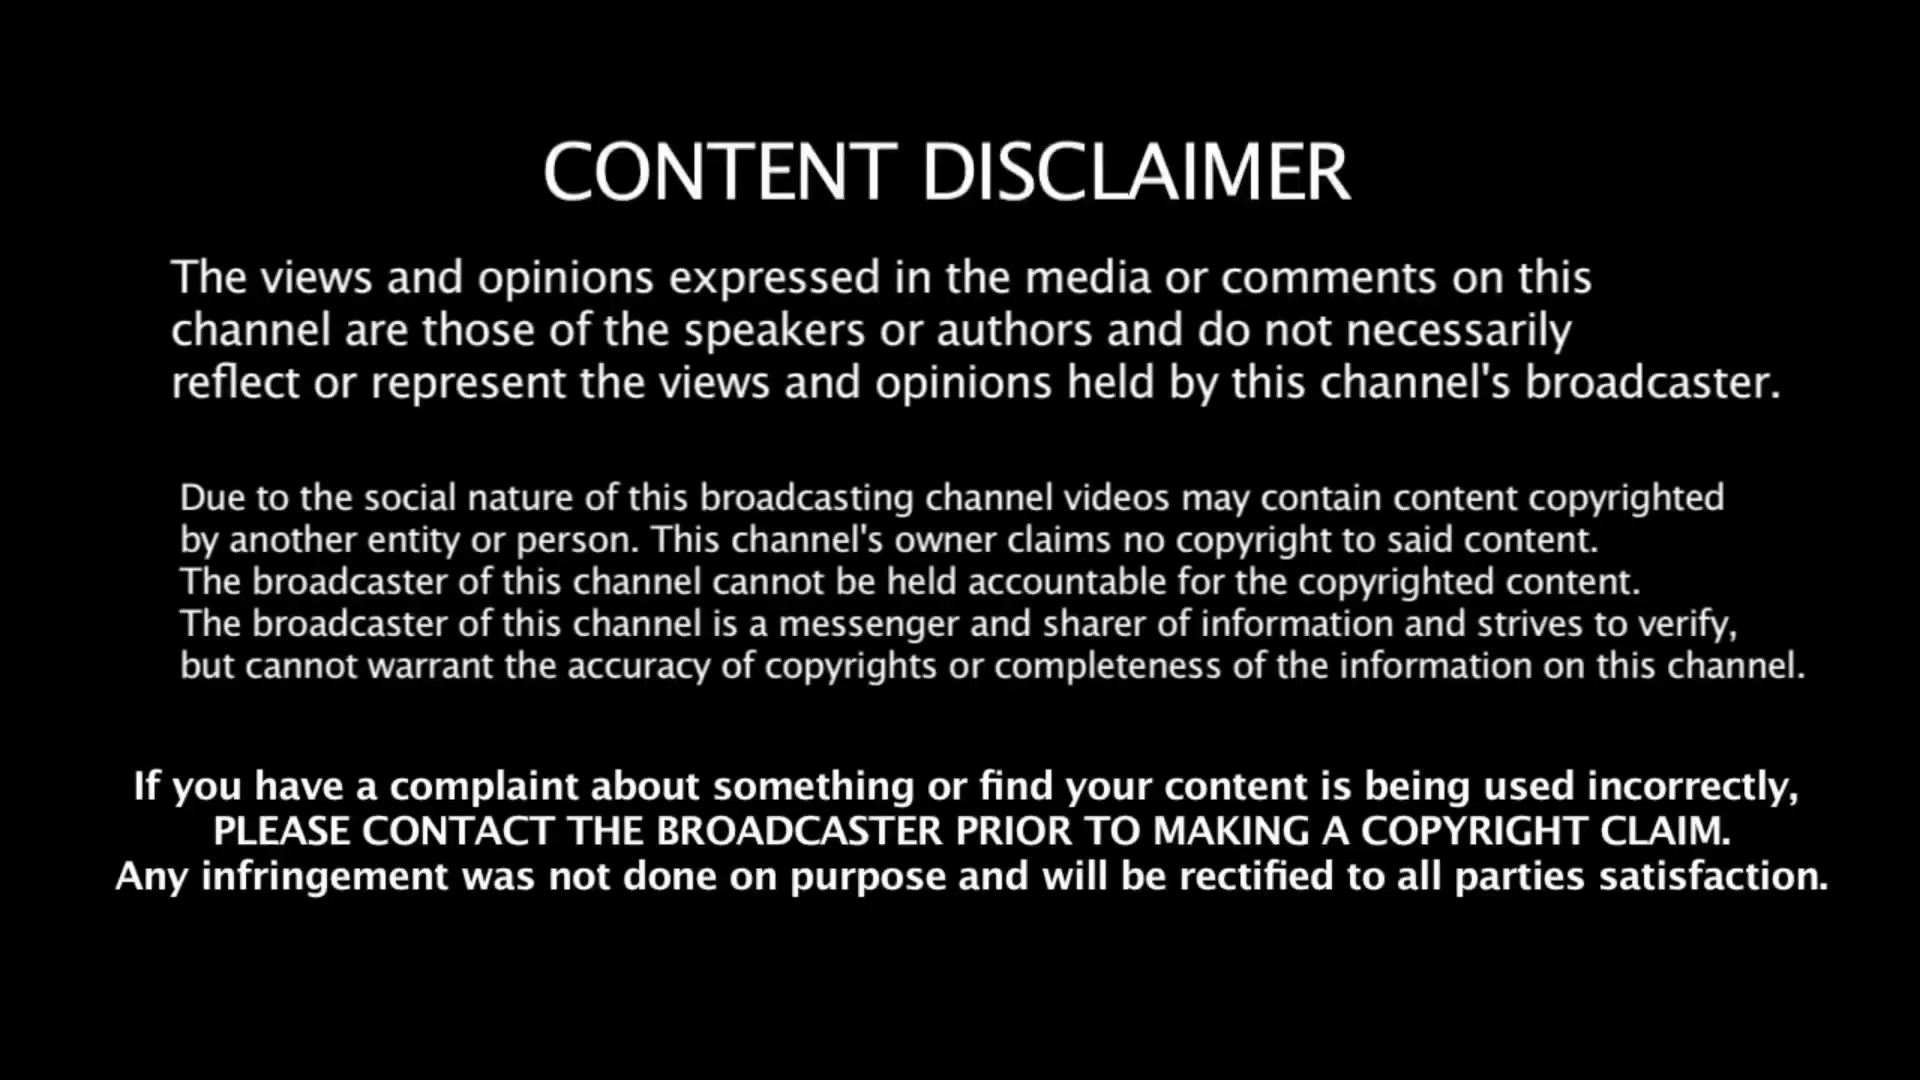 CONTENT DISCLAIMER
The views and opinions expressed in the media or comments on this
channel are those of the speakers or authors and do not necessarily
reflect or represent the views and opinions held by this channel's broadcaster.
Due to the social nature of this broadcasting channel videos may contain content copyrighted
by another entity or person. This channel's owner claims no copyright to said content.
The broadcaster of this channel cannot be held accountable for the copyrighted content.
The broadcaster of this channel is a messenger and sharer of information and strives to verify,
but cannot warrant the accuracy of copyrights or completeness of the information on this channel.
If you have a complaint about something or find your content is being used incorrectly,
PLEASE CONTACT THE BROADCASTER PRIOR TO MAKING A COPYRIGHT CLAIM.
Any infringement was not done on purpose and will be rectified to all parties satisfaction.